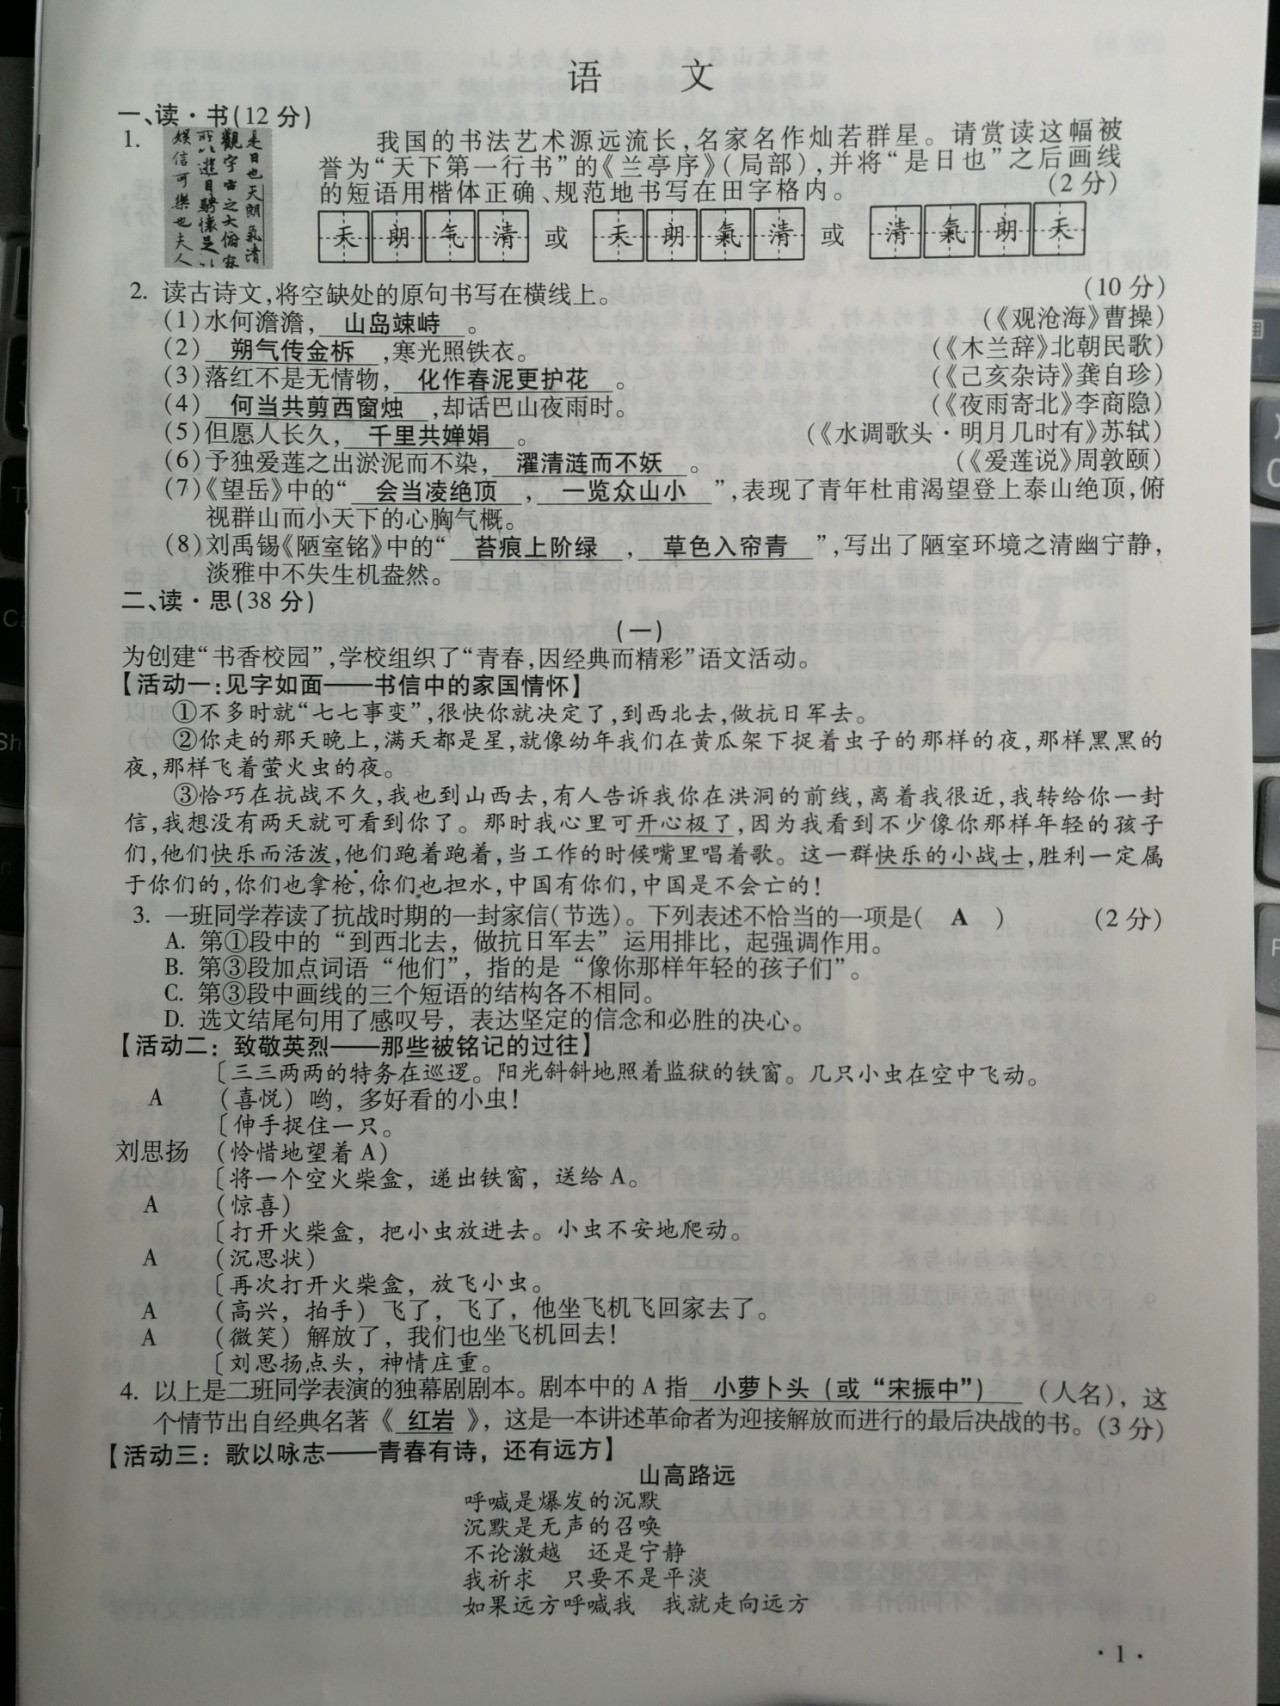 语 文
一、读·书(12分)
1.
是日也天朗氣清
觀宇宙之大俯察
所以遊目騁懷足以
娱信可樂也夫人
我国的书法艺术源远流长,名家名作灿若群星。请赏读这幅被
誉为“天下第一行书”的《兰亭序》(局部),并将“是日也”之后画线
的短语用楷体正确、规范地书写在田字格内。 (2分)
天朗气清 或 天朗氣清 或 清氣朗天
2. 读古诗文,将空缺处的原句书写在横线上。 (10分)
(1)水何澹澹, 山岛竦峙 。 (《观沧海》曹操)
(2) 朔气传金柝 ,寒光照铁衣。 (《木兰辞》北朝民歌)
(3)落红不是无情物, 化作春泥更护花 。 (《己亥杂诗》龚自珍)
(4) 何当共剪西窗烛 ,却话巴山夜雨时。 (《夜雨寄北》李商隐)
(5)但愿人长久, 千里共婵娟 。 (《水调歌头·明月几时有》苏轼)
(6)予独爱莲之出淤泥而不染, 濯清涟而不妖 。 (《爱莲说》周敦颐)
(7)《望岳》中的“ 会当凌绝顶 , 一览众山小 ”,表现了青年杜甫渴望登上泰山绝顶,俯
视群山而小天下的心胸气概。
(8)刘禹锡《陋室铭》中的“ 苔痕上阶绿 , 草色入帘青 ”,写出了陋室环境之清幽宁静,
淡雅中不失生机盎然。
二、读·思(38分)
(一)
为创建“书香校园”,学校组织了“青春,因经典而精彩”语文活动。
【活动一:见字如面——书信中的家国情怀】
①不多时就“七七事变”,很快你就决定了,到西北去,做抗日军去。
②你走的那天晚上,满天都是星,就像幼年我们在黄瓜架下捉着虫子的那样的夜,那样黑黑的
夜,那样飞着萤火虫的夜。
③恰巧在抗战不久,我也到山西去,有人告诉我你在洪洞的前线,离着我很近,我转给你一封
信,我想没有两天就可看到你了。那时我心里可开心极了,因为我看到不少像你那样年轻的孩子
们,他们快乐而活泼,他们跑着跑着,当工作的时候嘴里唱着歌。这一群快乐的小战士,胜利一定属
于你们的,你们也拿枪,你们也担水,中国有你们,中国是不会亡的!
3. 一班同学荐读了抗战时期的一封家信(节选)。下列表述不恰当的一项是( A ) (2分)
A. 第①段中的“到西北去，做抗日军去”运用排比，起强调作用。
B. 第③段加点词语“他们”，指的是“像你那样年轻的孩子们”。
C. 第③段中画线的三个短语的结构各不相同。
D. 选文结尾句用了感叹号，表达坚定的信念和必胜的决心。
【活动二：致敬英烈——那些被铭记的过往】
〔三三两两的特务在巡逻。阳光斜斜地照着监狱的铁窗。几只小虫在空中飞动。
A (喜悦) 哟，多好看的小虫!
〔伸手捉住一只。
刘思扬 (怜惜地望着A)
〔将一个空火柴盒，递出铁窗，送给A。
A (惊喜)
〔打开火柴盒，把小虫放进去。小虫不安地爬动。
A (沉思状)
〔再次打开火柴盒，放飞小虫。
A (高兴，拍手) 飞了，飞了，他坐飞机飞回家去了。
A (微笑) 解放了，我们也坐飞机回去!
〔刘思扬点头，神情庄重。
4. 以上是二班同学表演的独幕剧剧本。剧本中的A指 小萝卜头 (或“宋振中”) (人名)，这
个情节出自经典名著《 红岩 》，这是一本讲述革命者为迎接解放而进行的最后决战的书。(3分)
【活动三：歌以咏志——青春有诗，还有远方】
山高路远
呼喊是爆发的沉默
沉默是无声的召唤
不论激越 还是宁静
我祈求 只要不是平淡
如果远方呼喊我 我就走向远方
·1·